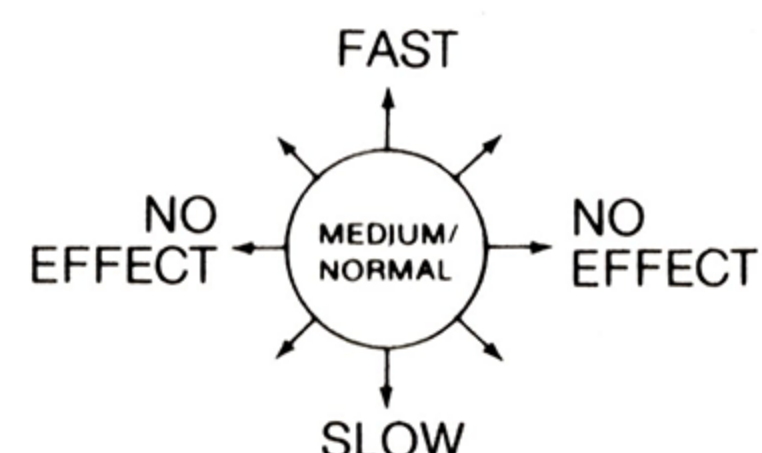 FAST
NO
EFFECT
MEDIUM/
NORMAL
NO
EFFECT
SLOW